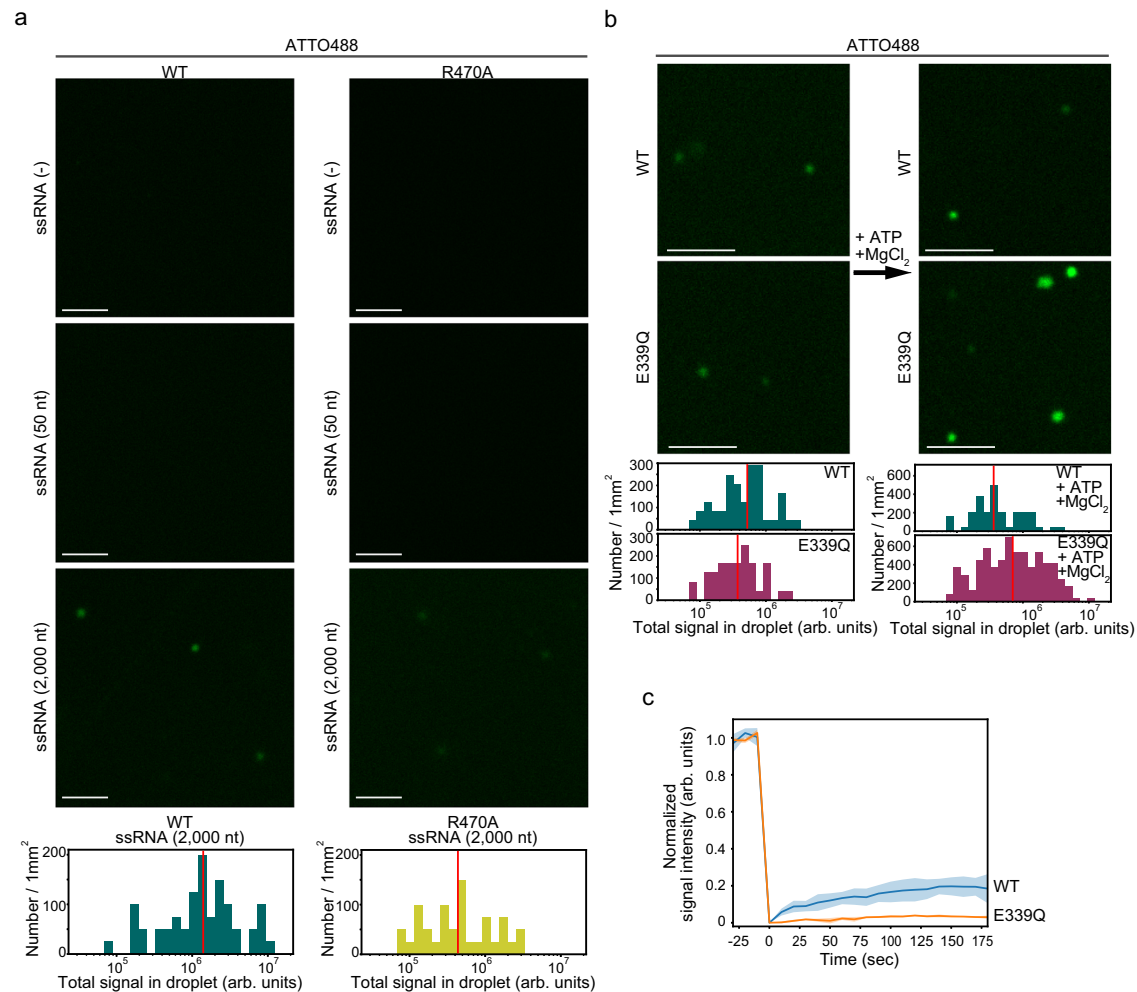 a
ATTO488
WT
R470A
ssRNA (-)
ssRNA (-)
ssRNA (50 nt)
ssRNA (50 nt)
ssRNA (2,000 nt)
ssRNA (2,000 nt)
WT
ssRNA (2,000 nt)
R470A
ssRNA (2,000 nt)
Number / 1mm²
200
0
10⁵ 10⁶ 10⁷
Total signal in droplet (arb. units)
Number / 1mm²
200
0
10⁵ 10⁶ 10⁷
Total signal in droplet (arb. units)
b
ATTO488
WT
WT
+ ATP
+MgCl₂
E339Q
E339Q
Number / 1mm²
300
200
100
0
WT
300
200
100
0
E339Q
10⁵ 10⁶ 10⁷
Total signal in droplet (arb. units)
Number / 1mm²
600
400
200
0
WT
+ ATP
+MgCl₂
600
400
200
0
E339Q
+ ATP
+MgCl₂
10⁵ 10⁶ 10⁷
Total signal in droplet (arb. units)
c
Normalized
signal intensity (arb. units)
1.0
0.8
0.6
0.4
0.2
0
WT
E339Q
-25 0 25 50 75 100 125 150 175
Time (sec)